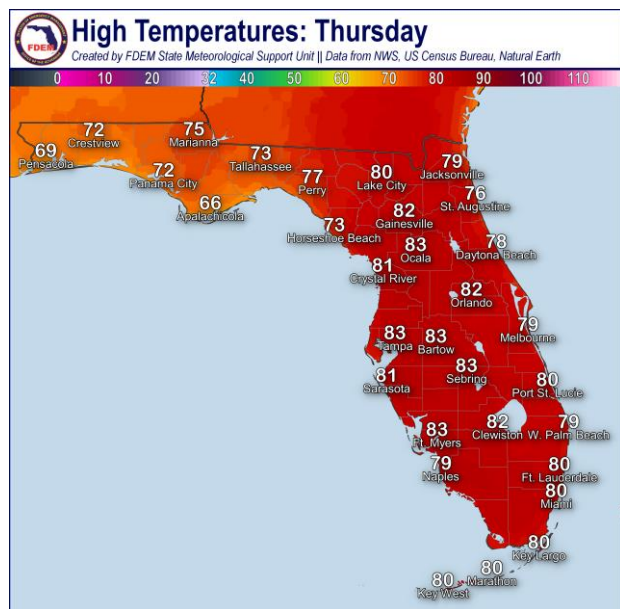 High Temperatures: Thursday
Created by FDEM State Meteorological Support Unit || Data from NWS, US Census Bureau, Natural Earth
FDEM
0 10 20 32 40 50 60 70 80 90 100 110
72
Crestview
75
Marianna
69
Pensacola
72
Panama City
73
Tallahassee
66
Apalachicola
77
Perry
80
Lake City
79
Jacksonville
76
St. Augustine
82
Gainesville
73
Horseshoe Beach
83
Ocala
78
Daytona Beach
81
Crystal River
82
Orlando
79
Melbourne
83
Tampa
83
Bartow
81
Sarasota
83
Sebring
80
Port St. Lucie
83
Ft. Myers
82
Clewiston
79
W. Palm Beach
79
Naples
80
Ft. Lauderdale
80
Miami
80
Key Largo
80
Marathon
80
Key West